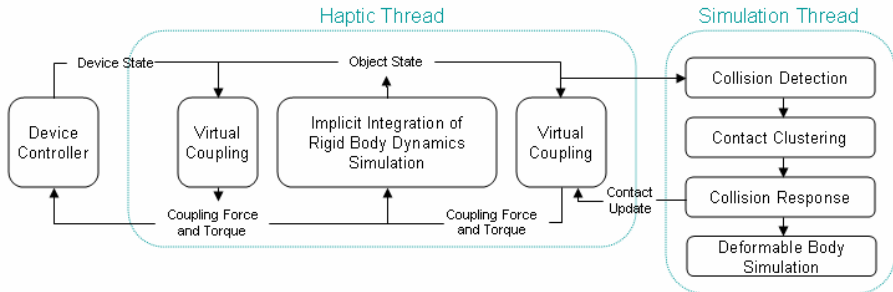 Haptic Thread
Simulation Thread
Device State
Object State
Device
Controller
Virtual
Coupling
Implicit Integration of
Rigid Body Dynamics
Simulation
Virtual
Coupling
Coupling Force
and Torque
Coupling Force
and Torque
Contact
Update
Collision Detection
Contact Clustering
Collision Response
Deformable Body
Simulation